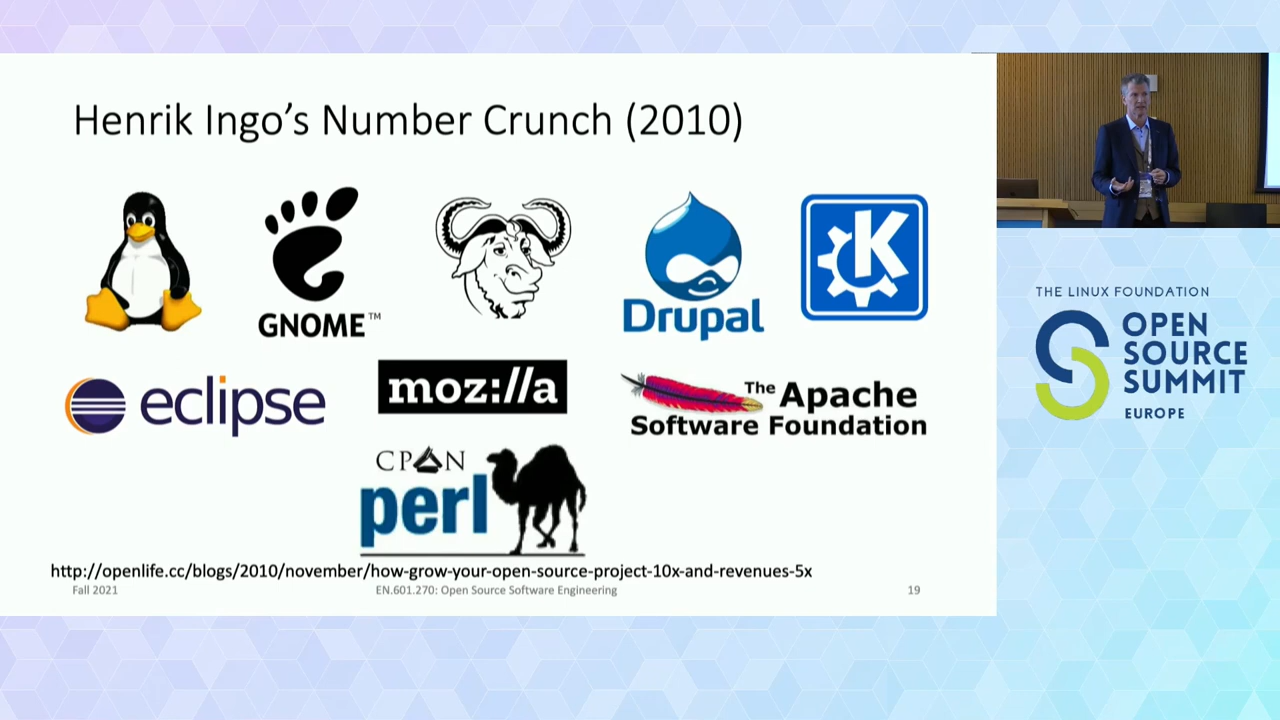 Henrik Ingo's Number Crunch (2010)
GNOME™
Drupal
K
eclipse
moz://a
The Apache
Software Foundation
CPAN
perl
http://openlife.cc/blogs/2010/november/how-grow-your-open-source-project-10x-and-revenues-5x
Fall 2021
EN.601.270: Open Source Software Engineering
19
THE LINUX FOUNDATION
OPEN
SOURCE
SUMMIT
EUROPE